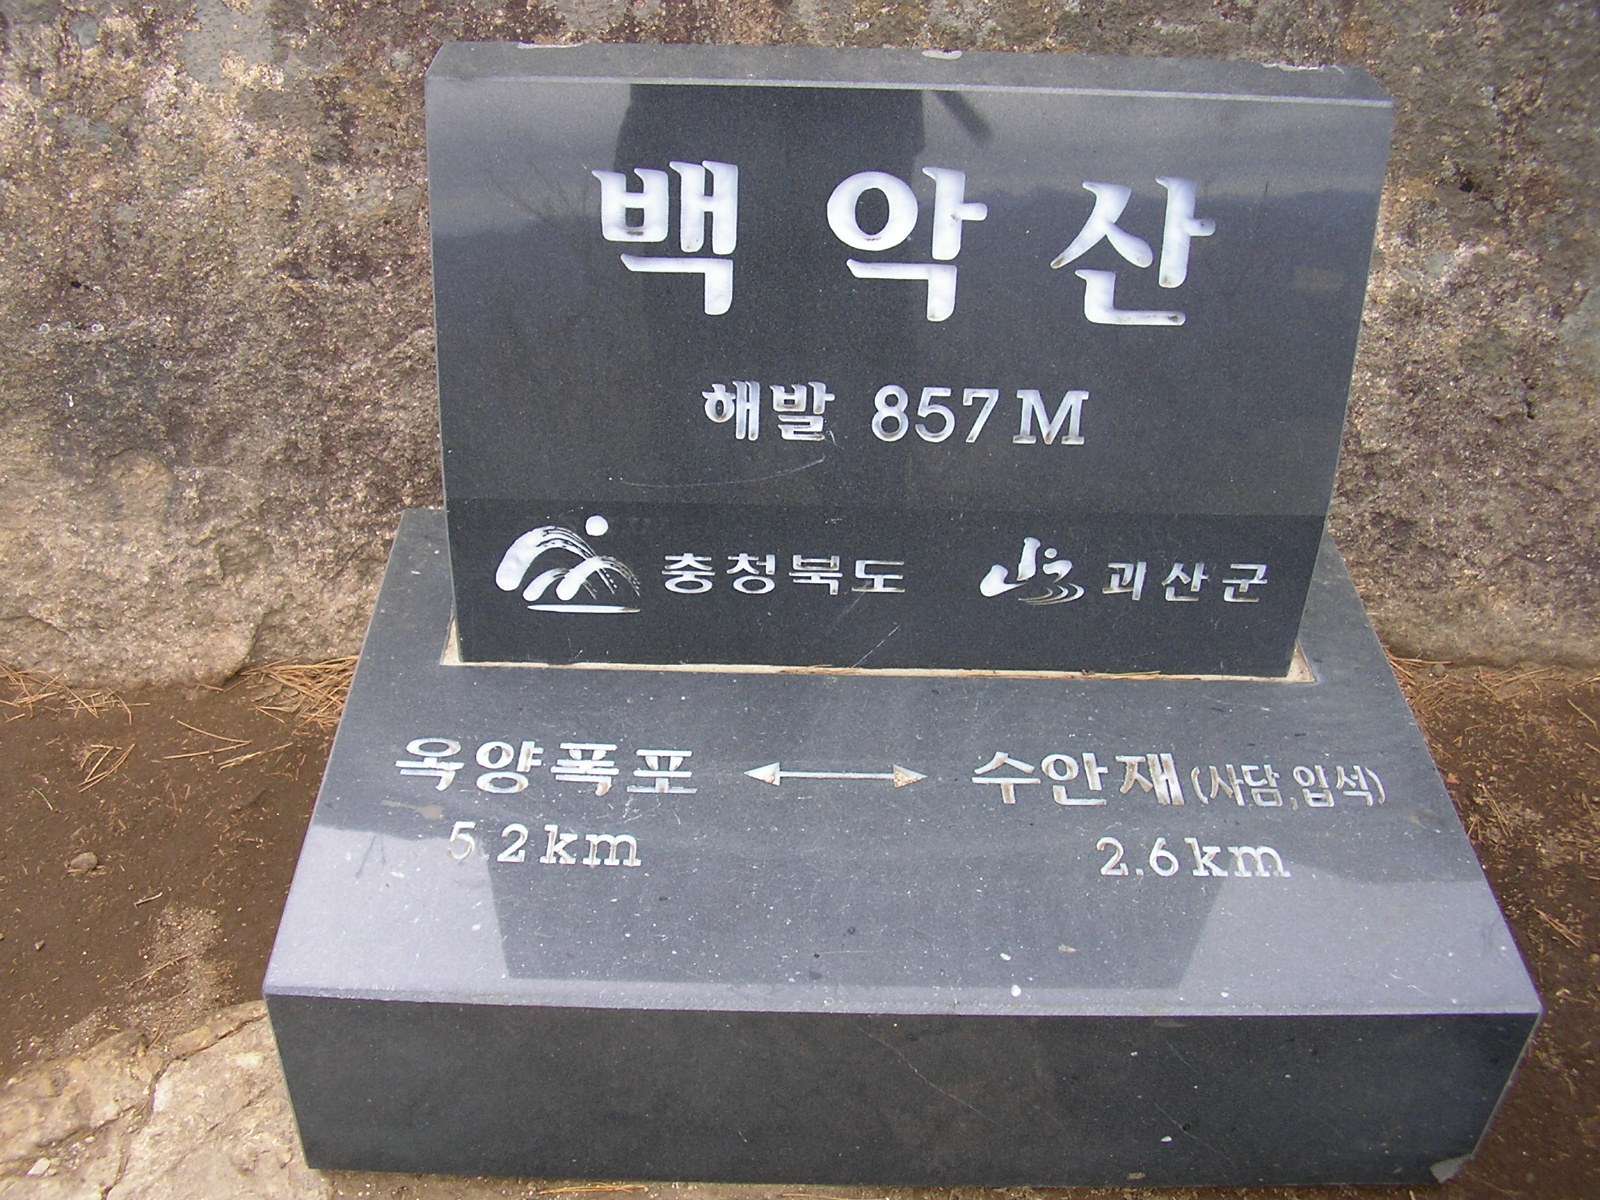 백악산
해발 857M
충청북도 괴산군
옥양폭포 ↔ 수안재(사담,입석)
5.2km 2.6km